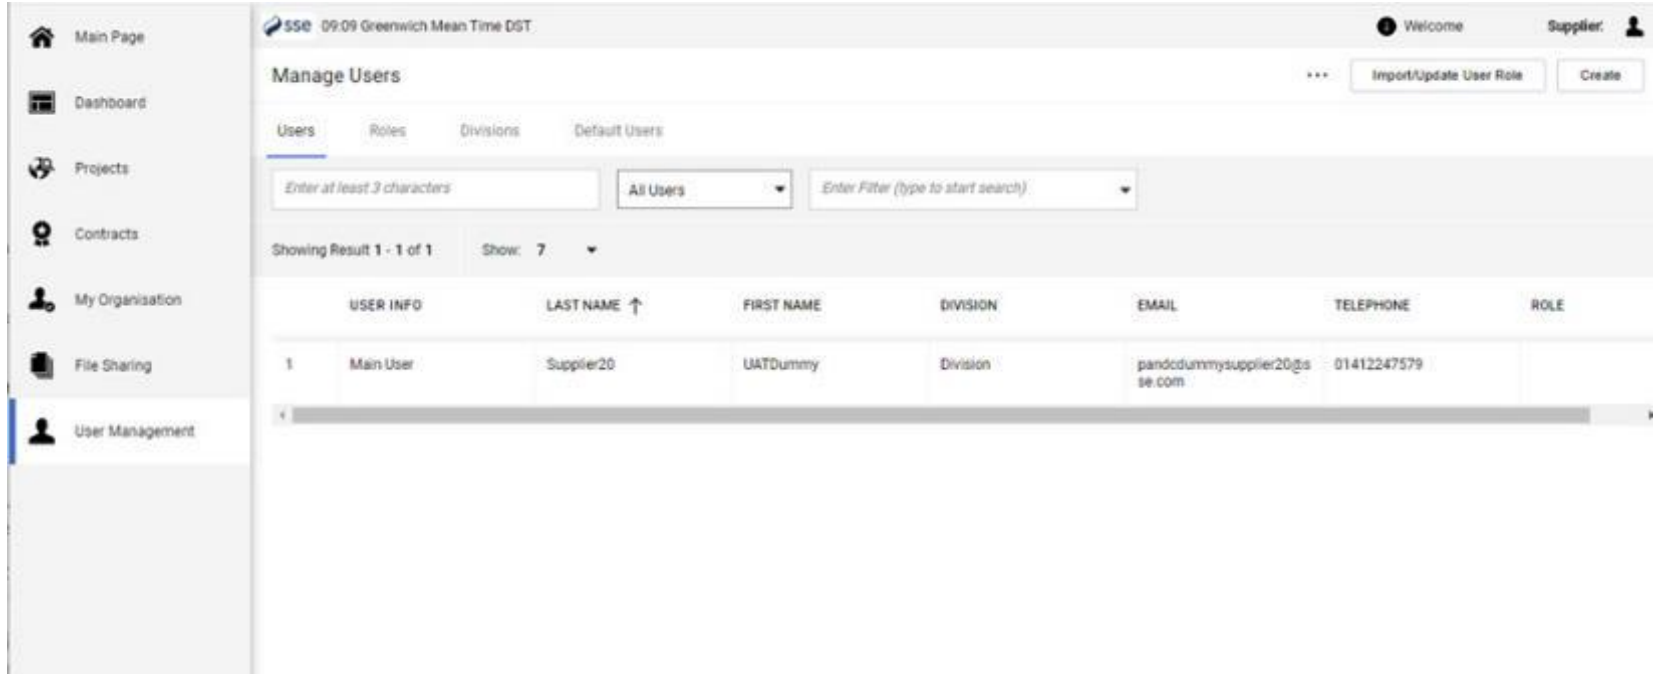 Main Page
Dashboard
Projects
Contracts
My Organisation
File Sharing
User Management
sse 09:09 Greenwich Mean Time DST
Welcome
Supplier:
Manage Users
... Import/Update User Role Create
Users Roles Divisions Default Users
Enter at least 3 characters All Users Enter Filter (type to start search)
Showing Result 1 - 1 of 1 Show: 7
USER INFO LAST NAME FIRST NAME DIVISION EMAIL TELEPHONE ROLE
1 Main User Supplier20 UATDummy Division pandcdummysupplier20@s 01412247579
se.com